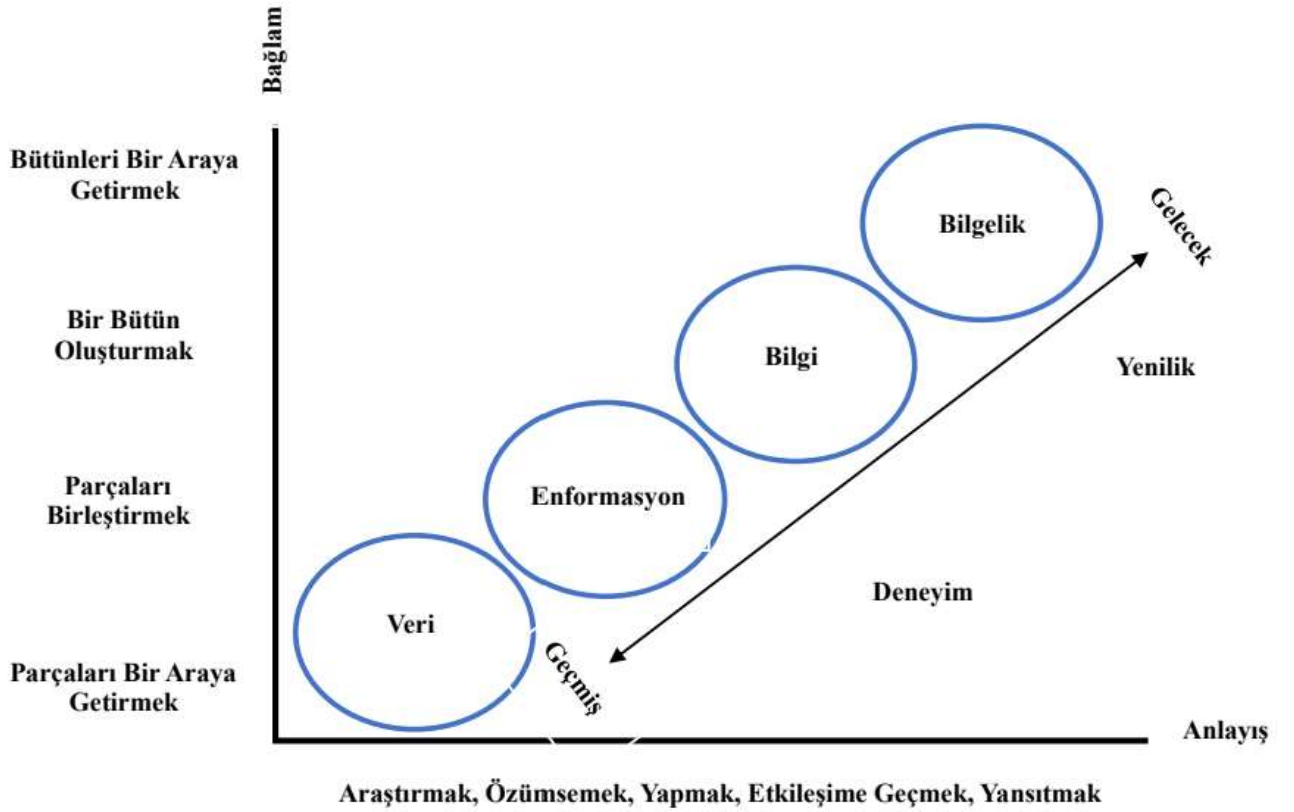 Bağlam
Bütünleri Bir Araya
Getirmek
Bilgelik
Gelecek
Bir Bütün
Oluşturmak
Bilgi
Yenilik
Parçaları
Birleştirmek
Enformasyon
Deneyim
Veri
Geçmiş
Parçaları Bir Araya
Getirmek
Anlayış
Araştırmak, Özümsemek, Yapmak, Etkileşime Geçmek, Yansıtmak